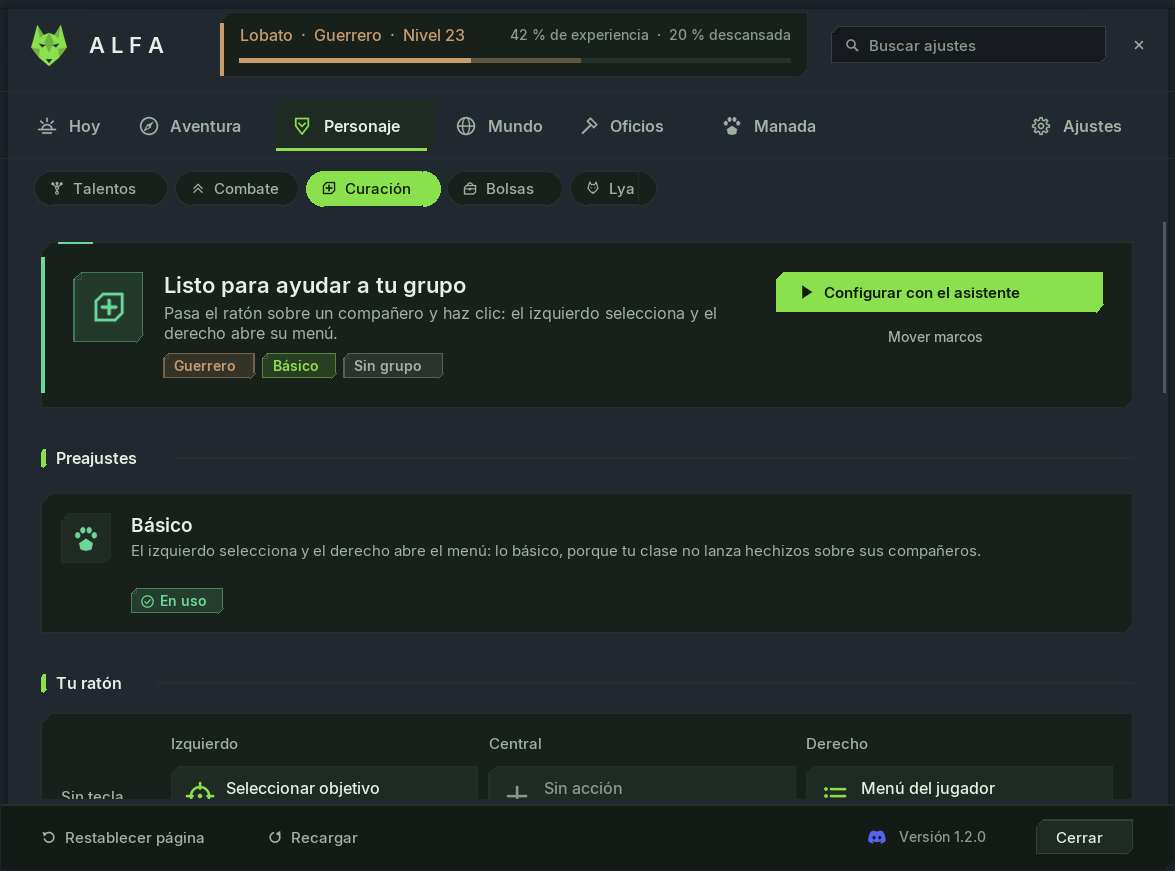 ALFA
Lobato · Guerrero · Nivel 23
42 % de experiencia · 20 % descansada
Buscar ajustes
Hoy
Aventura
Personaje
Mundo
Oficios
Manada
Ajustes
Talentos
Combate
Curación
Bolsas
Lya
Listo para ayudar a tu grupo
Pasa el ratón sobre un compañero y haz clic: el izquierdo selecciona y el
derecho abre su menú.
Guerrero
Básico
Sin grupo
Configurar con el asistente
Mover marcos
Preajustes
Básico
El izquierdo selecciona y el derecho abre el menú: lo básico, porque tu clase no lanza hechizos sobre sus compañeros.
En uso
Tu ratón
Izquierdo
Central
Derecho
Sin tecla
Seleccionar objetivo
Sin acción
Menú del jugador
Restablecer página
Recargar
Versión 1.2.0
Cerrar